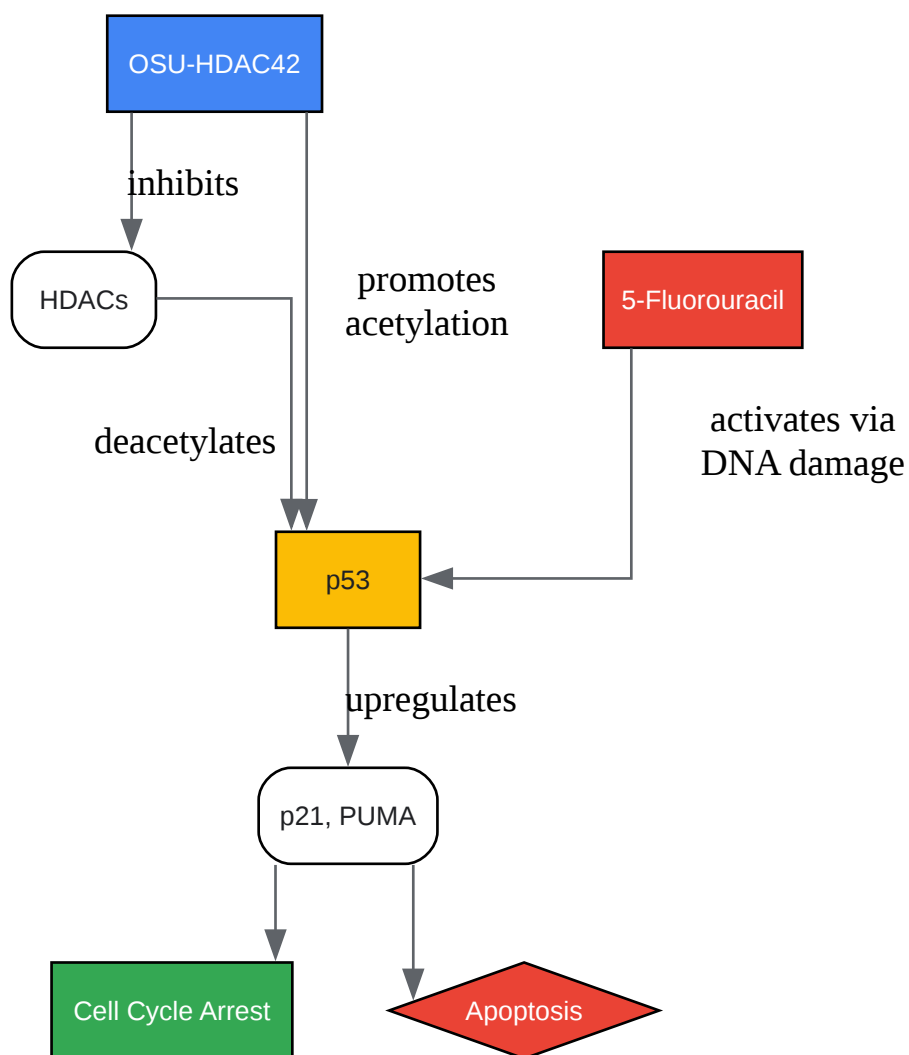 OSU-HDAC42
inhibits
HDACs
promotes
acetylation
5-Fluorouracil
deacetylates
activates via
DNA damage
p53
upregulates
p21, PUMA
Cell Cycle Arrest
Apoptosis